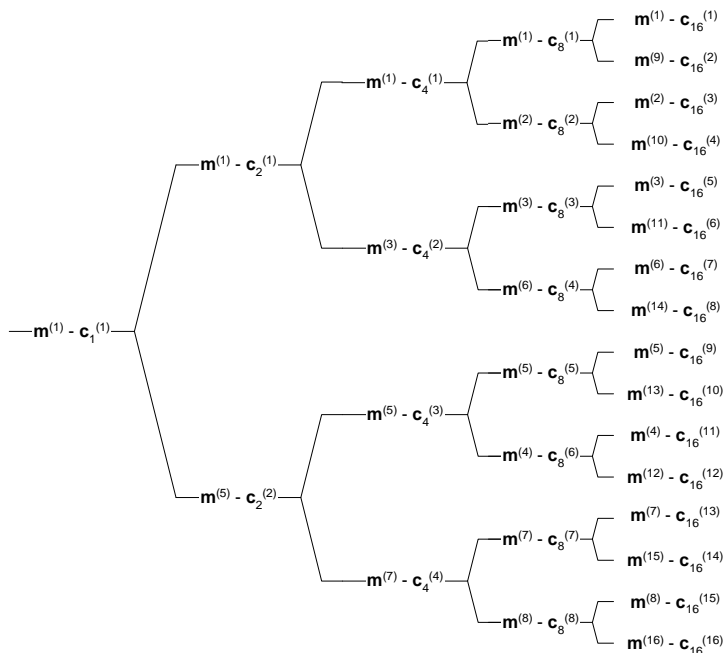 m(1) - c1(1)
m(1) - c2(1)
m(5) - c2(2)
m(1) - c4(1)
m(3) - c4(2)
m(5) - c4(3)
m(7) - c4(4)
m(1) - c8(1)
m(2) - c8(2)
m(3) - c8(3)
m(6) - c8(4)
m(5) - c8(5)
m(4) - c8(6)
m(7) - c8(7)
m(8) - c8(8)
m(1) - c16(1)
m(9) - c16(2)
m(2) - c16(3)
m(10) - c16(4)
m(3) - c16(5)
m(11) - c16(6)
m(6) - c16(7)
m(14) - c16(8)
m(5) - c16(9)
m(13) - c16(10)
m(4) - c16(11)
m(12) - c16(12)
m(7) - c16(13)
m(15) - c16(14)
m(8) - c16(15)
m(16) - c16(16)